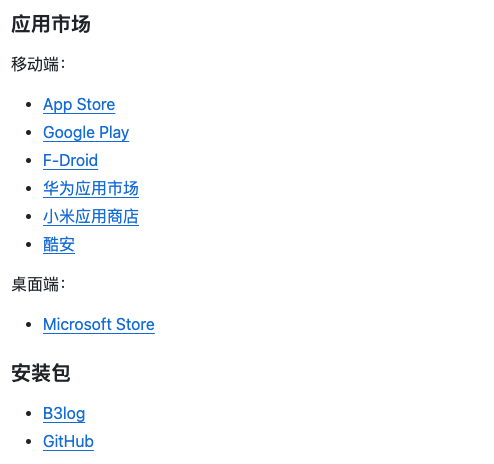 应用市场
移动端：
App Store
Google Play
F-Droid
华为应用市场
小米应用商店
酷安
桌面端：
Microsoft Store
安装包
B3log
GitHub